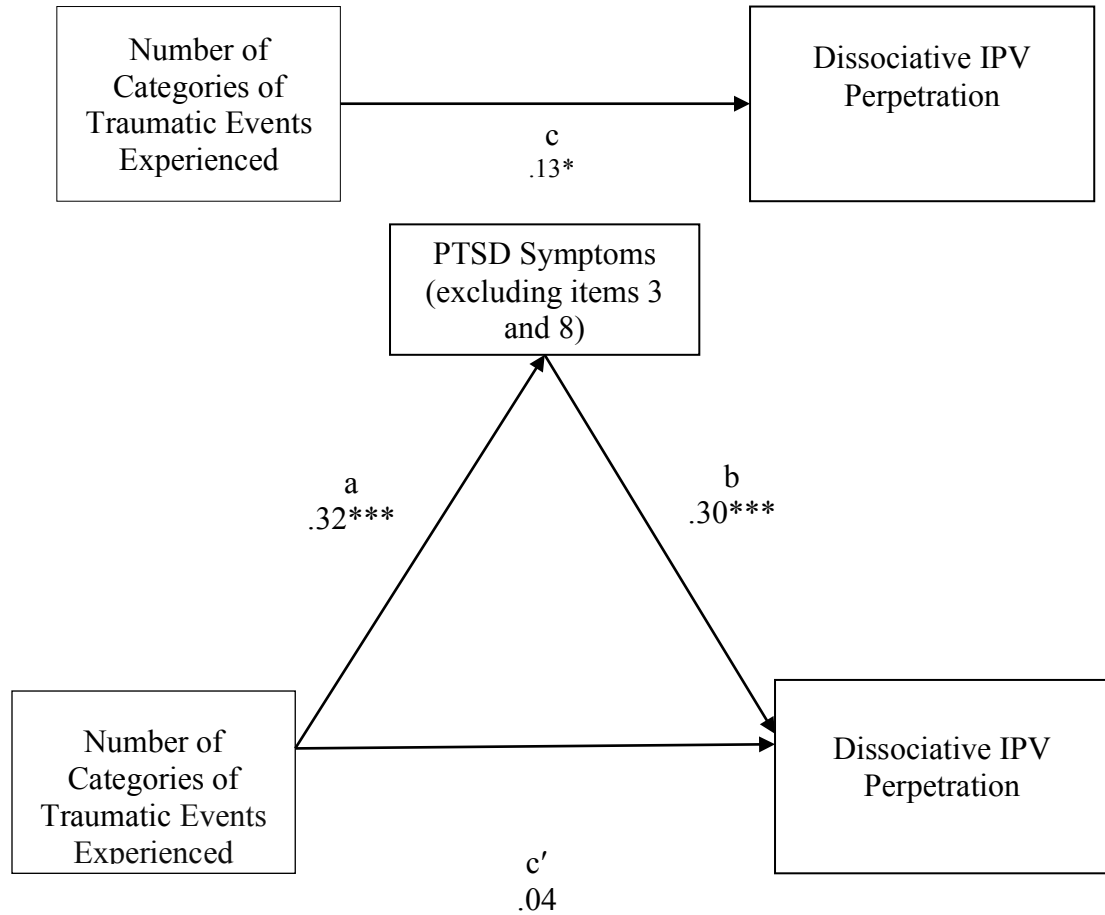 Number of
Categories of
Traumatic Events
Experienced
Dissociative IPV
Perpetration
c
.13*
PTSD Symptoms
(excluding items 3
and 8)
a
.32***
b
.30***
Number of
Categories of
Traumatic Events
Experienced
Dissociative IPV
Perpetration
c′
.04